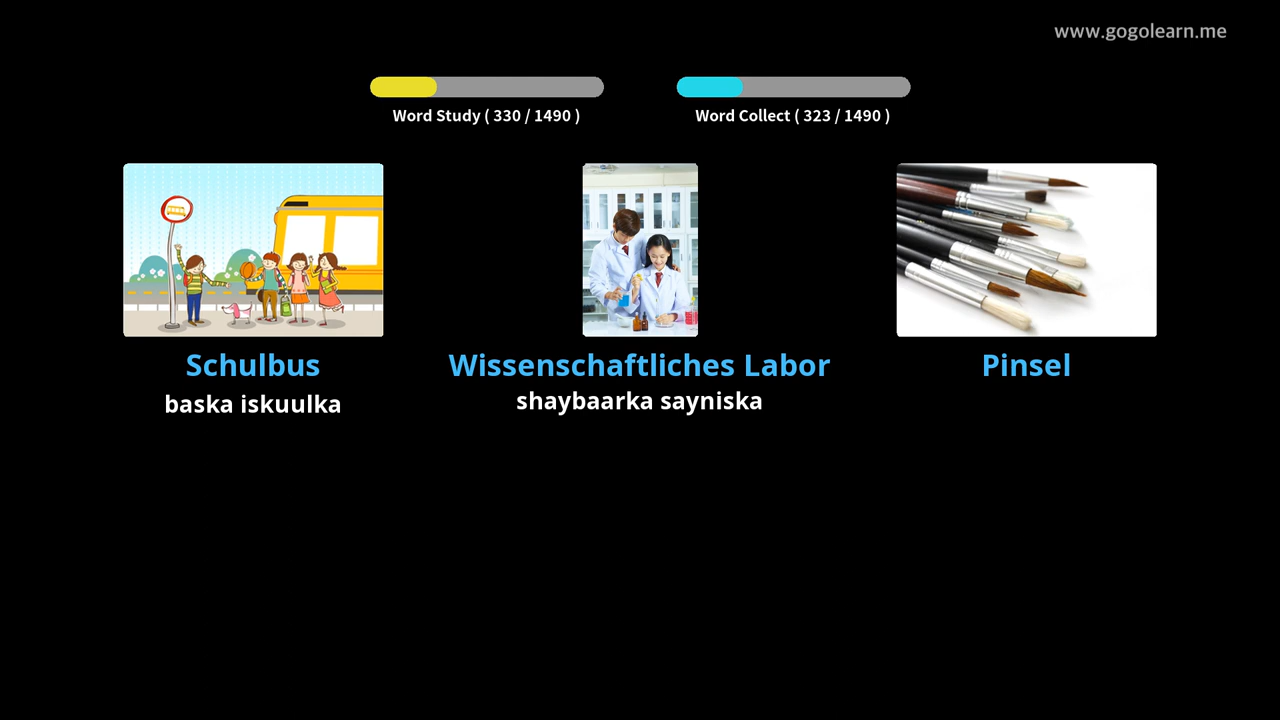 www.gogolearn.me
Word Study ( 330 / 1490 )
Word Collect ( 323 / 1490 )
Schulbus
baska iskuulka
Wissenschaftliches Labor
shaybaarka sayniska
Pinsel